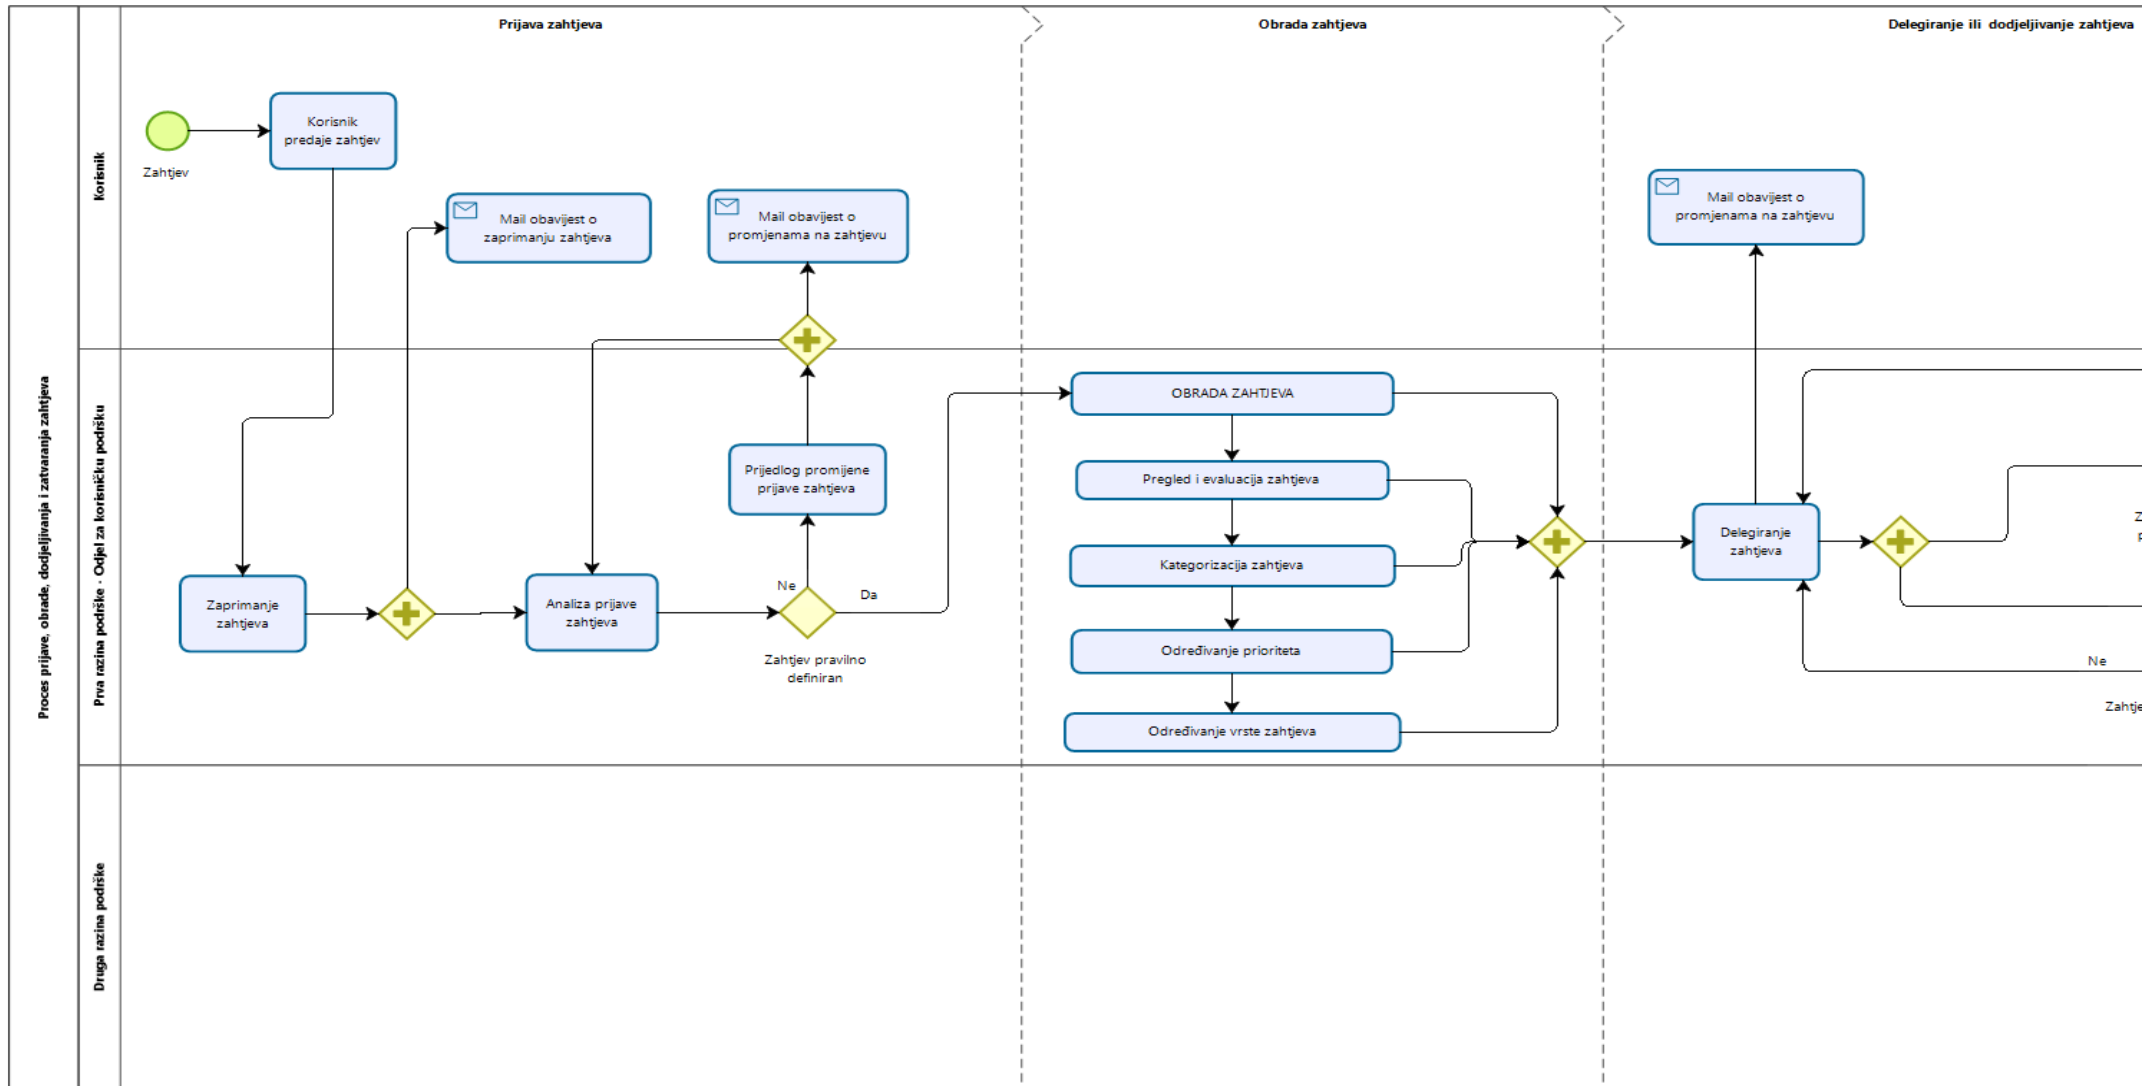 Prijava zahtjeva
Obrada zahtjeva
Delegiranje ili dodjeljivanje zahtjeva
Proces prijave, obrade, dodjeljivanja i zatvaranja zahtjeva
Korisnik
Prva razina podrške - Odjel za korisničku podršku
Druga razina podrške
Zahtjev
Korisnik
predaje zahtjev
Mail obavijest o
zaprimanju zahtjeva
Mail obavijest o
promjenama na zahtjevu
Zaprimanje
zahtjeva
Analiza prijave
zahtjeva
Prijedlog promijene
prijave zahtjeva
Ne
Da
Zahtjev pravilno
definiran
OBRADA ZAHTJEVA
Pregled i evaluacija zahtjeva
Kategorizacija zahtjeva
Određivanje prioriteta
Određivanje vrste zahtjeva
Mail obavijest o
promjenama na zahtjevu
Delegiranje
zahtjeva
Ne